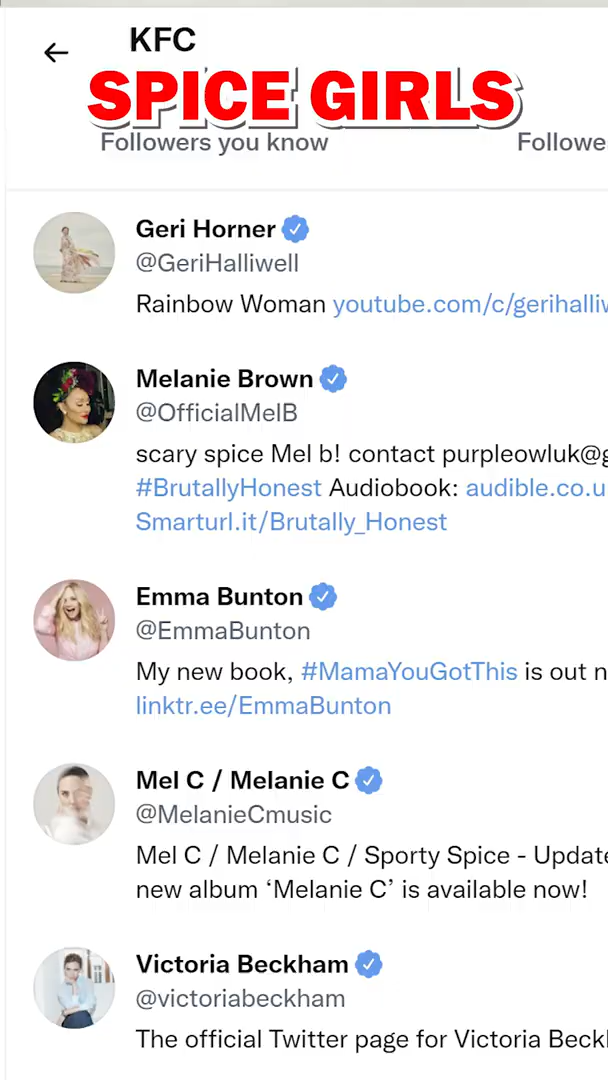 KFC
SPICE GIRLS
Followers you know
Followe
Geri Horner
@GeriHalliwell
Rainbow Woman youtube.com/c/gerihalliw
Melanie Brown
@OfficialMelB
scary spice Mel b! contact purpleowluk@g
#BrutallyHonest Audiobook: audible.co.u
Smarturl.it/Brutally_Honest
Emma Bunton
@EmmaBunton
My new book, #MamaYouGotThis is out n
linktr.ee/EmmaBunton
Mel C / Melanie C
@MelanieCmusic
Mel C / Melanie C / Sporty Spice - Update
new album ‘Melanie C’ is available now!
Victoria Beckham
@victoriabeckham
The official Twitter page for Victoria Beckh